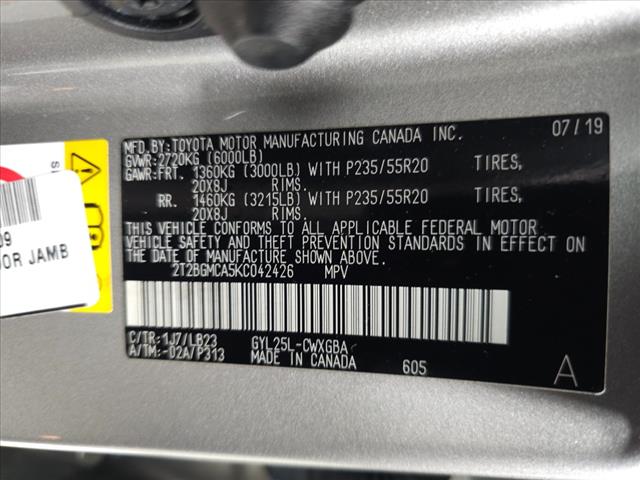 MFD.BY:TOYOTA MOTOR MANUFACTURING CANADA INC. 07/19
GVWR:2720KG (6000LB)
GAWR:FRT. 1360KG (3000LB) WITH P235/55R20 TIRES,
20X8J RIMS.
RR. 1460KG (3215LB) WITH P235/55R20 TIRES,
20X8J RIMS.
THIS VEHICLE CONFORMS TO ALL APPLICABLE FEDERAL MOTOR
VEHICLE SAFETY AND THEFT PREVENTION STANDARDS IN EFFECT ON
THE DATE OF MANUFACTURE SHOWN ABOVE.
2T2BGMCA5KC042426 MPV
C/TR:1J7/LB23 GYL25L-CWXGBA
A/TM:-02A/P313 MADE IN CANADA 605
A
09
OOR JAMB